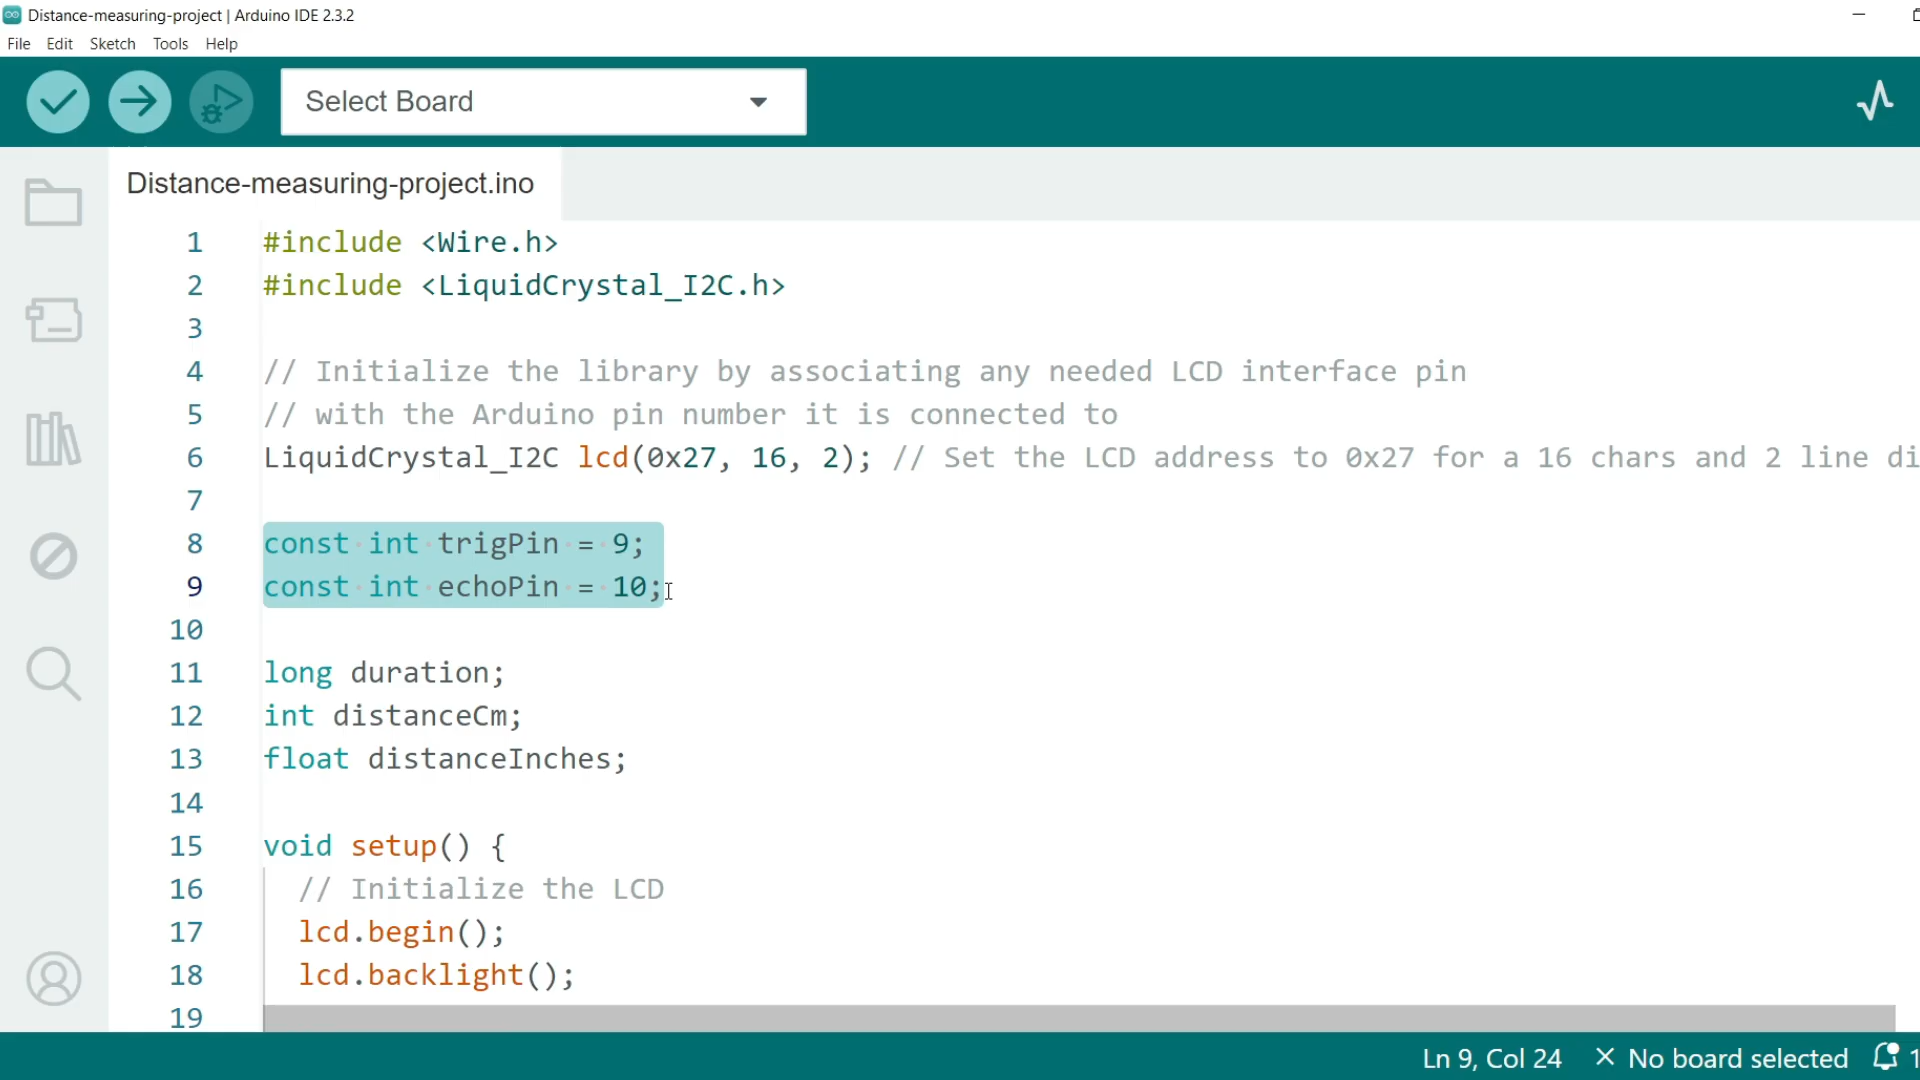 Distance-measuring-project | Arduino IDE 2.3.2
File Edit Sketch Tools Help
Select Board
Distance-measuring-project.ino
1 #include <Wire.h>
2 #include <LiquidCrystal_I2C.h>
3
4 // Initialize the library by associating any needed LCD interface pin
5 // with the Arduino pin number it is connected to
6 LiquidCrystal_I2C lcd(0x27, 16, 2); // Set the LCD address to 0x27 for a 16 chars and 2 line di
7
8 const int trigPin = 9;
9 const int echoPin = 10;
10
11 long duration;
12 int distanceCm;
13 float distanceInches;
14
15 void setup() {
16 // Initialize the LCD
17 lcd.begin();
18 lcd.backlight();
19
Ln 9, Col 24 × No board selected 1